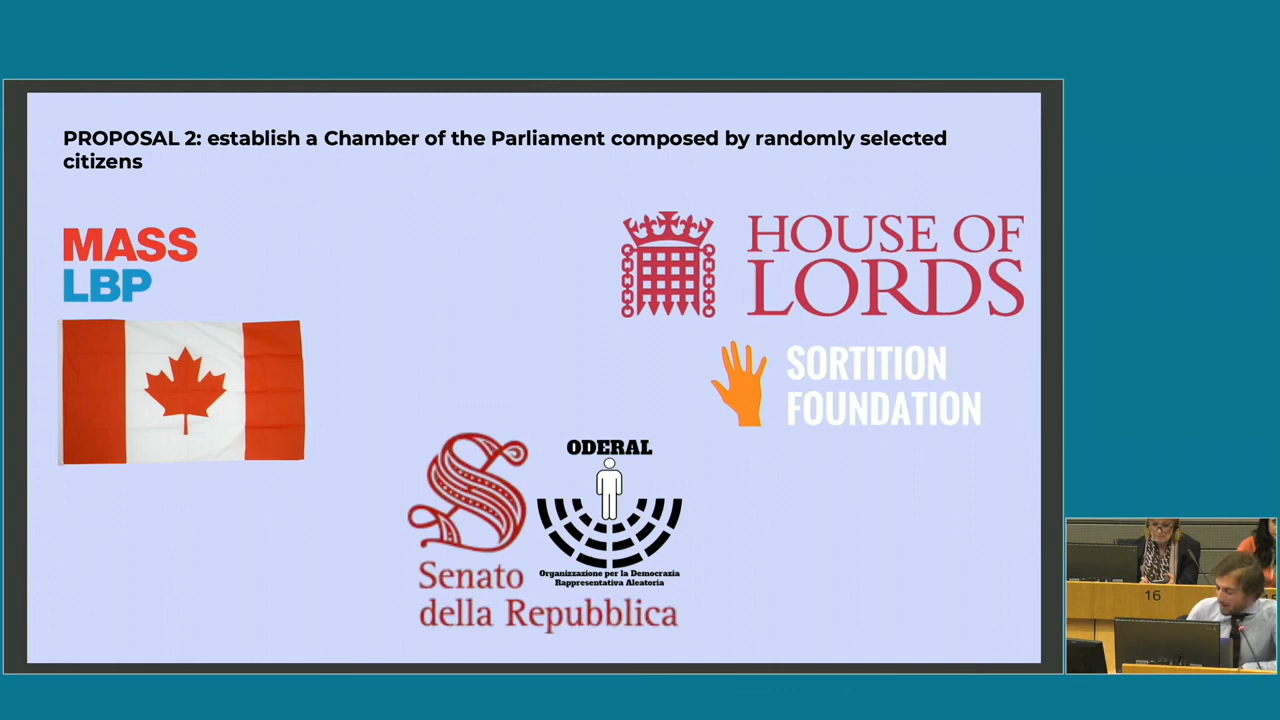 PROPOSAL 2: establish a Chamber of the Parliament composed by randomly selected
citizens
MASS
LBP
HOUSE OF
LORDS
SORTITION
FOUNDATION
ODERAL
Organizzazione per la Democrazia
Rappresentativa Aleatoria
Senato
della Repubblica
16